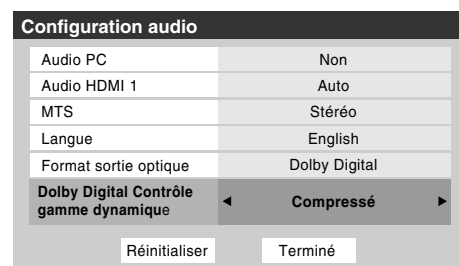 Configuration audio
Audio PC Non
Audio HDMI 1 Auto
MTS Stéréo
Langue English
Format sortie optique Dolby Digital
Dolby Digital Contrôle
gamme dynamique
Compressé
Réinitialiser Terminé